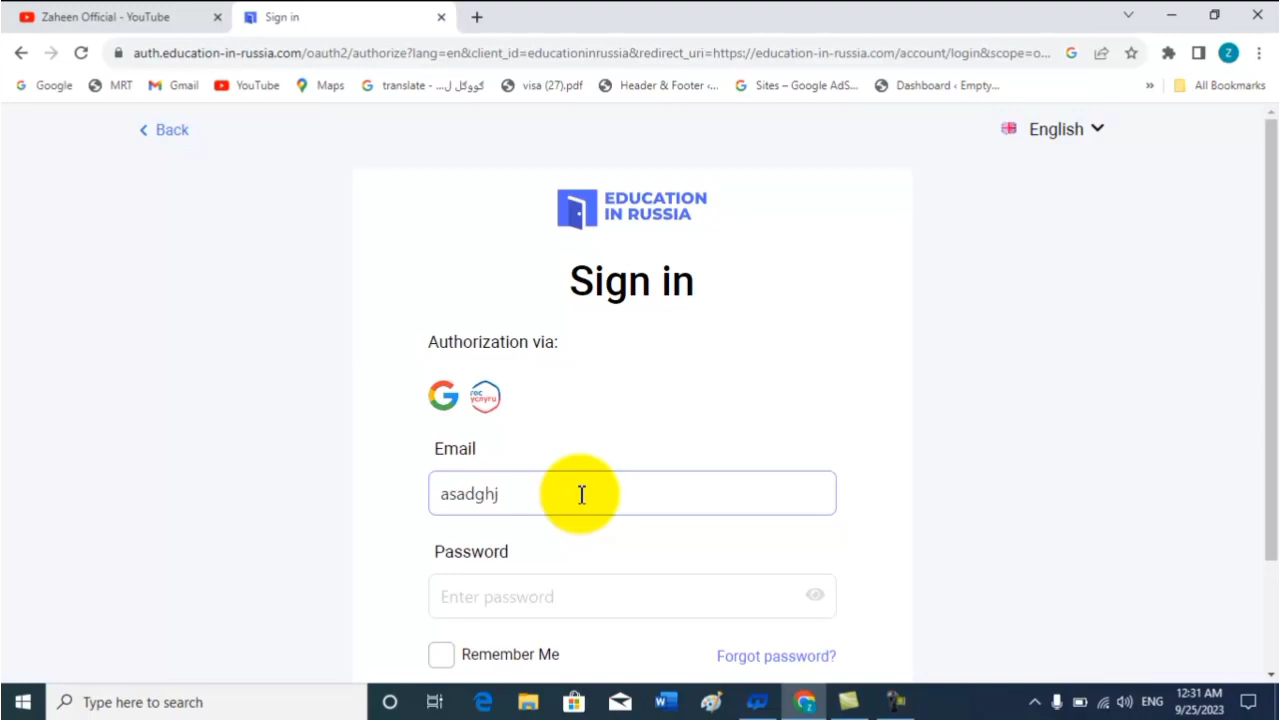 Zaheen Official - YouTube
Sign in
auth.education-in-russia.com/oauth2/authorize?lang=en&client_id=educationinrussia&redirect_uri=https://education-in-russia.com/account/login&scope=o...
Google
MRT
Gmail
YouTube
Maps
translate - ...كووكل ل
visa (27).pdf
Header & Footer ‹...
Sites – Google AdS...
Dashboard ‹ Empty...
»
All Bookmarks
Back
English
EDUCATION
IN RUSSIA
Sign in
Authorization via:
гос
услуги
Email
asadghj
Password
Enter password
Remember Me
Forgot password?
Type here to search
ENG
12:31 AM
9/25/2023
Z